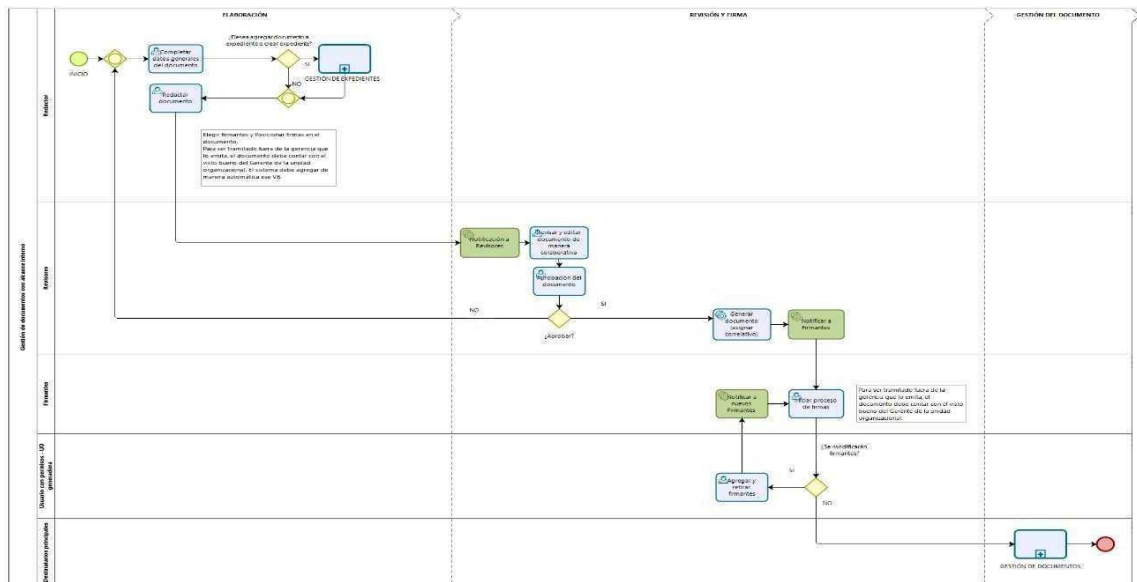 ELABORACIÓN
REVISIÓN Y FIRMA
GESTIÓN DEL DOCUMENTO
Gestión de documentos con alcance interno
Redactor
INICIO
Completar
datos generales
del documento
¿Desea agregar documento a
expediente o crear expediente?
SI
NO
GESTIÓN DE EXPEDIENTES
Redactar
documento
Elegir firmantes y Posicionar firmas en el
documento.
Para ser tramitado fuera de la gerencia que
lo emita, el documento debe contar con el
visto bueno del Gerente de la unidad
organizacional. El sistema debe agregar de
manera automática ese VB
Revisores
Notificación a
Revisores
Revisar y editar
documento de
manera
colaborativa
Aprobación del
documento
NO
SI
¿Aprobar?
Generar
documento
(asignar
correlativo)
Notificar a
Firmantes
Firmantes
Notificar a
nuevos
Firmantes
Iniciar proceso
de firmas
Para ser tramitado fuera de la
gerencia que lo emita, el
documento debe contar con el visto
bueno del Gerente de la unidad
organizacional.
Usuario con permisos - UO
generadora
¿Se modificarán
firmantes?
SI
NO
Agregar y
retirar
firmantes
Destinatarios principales
GESTIÓN DE DOCUMENTOS